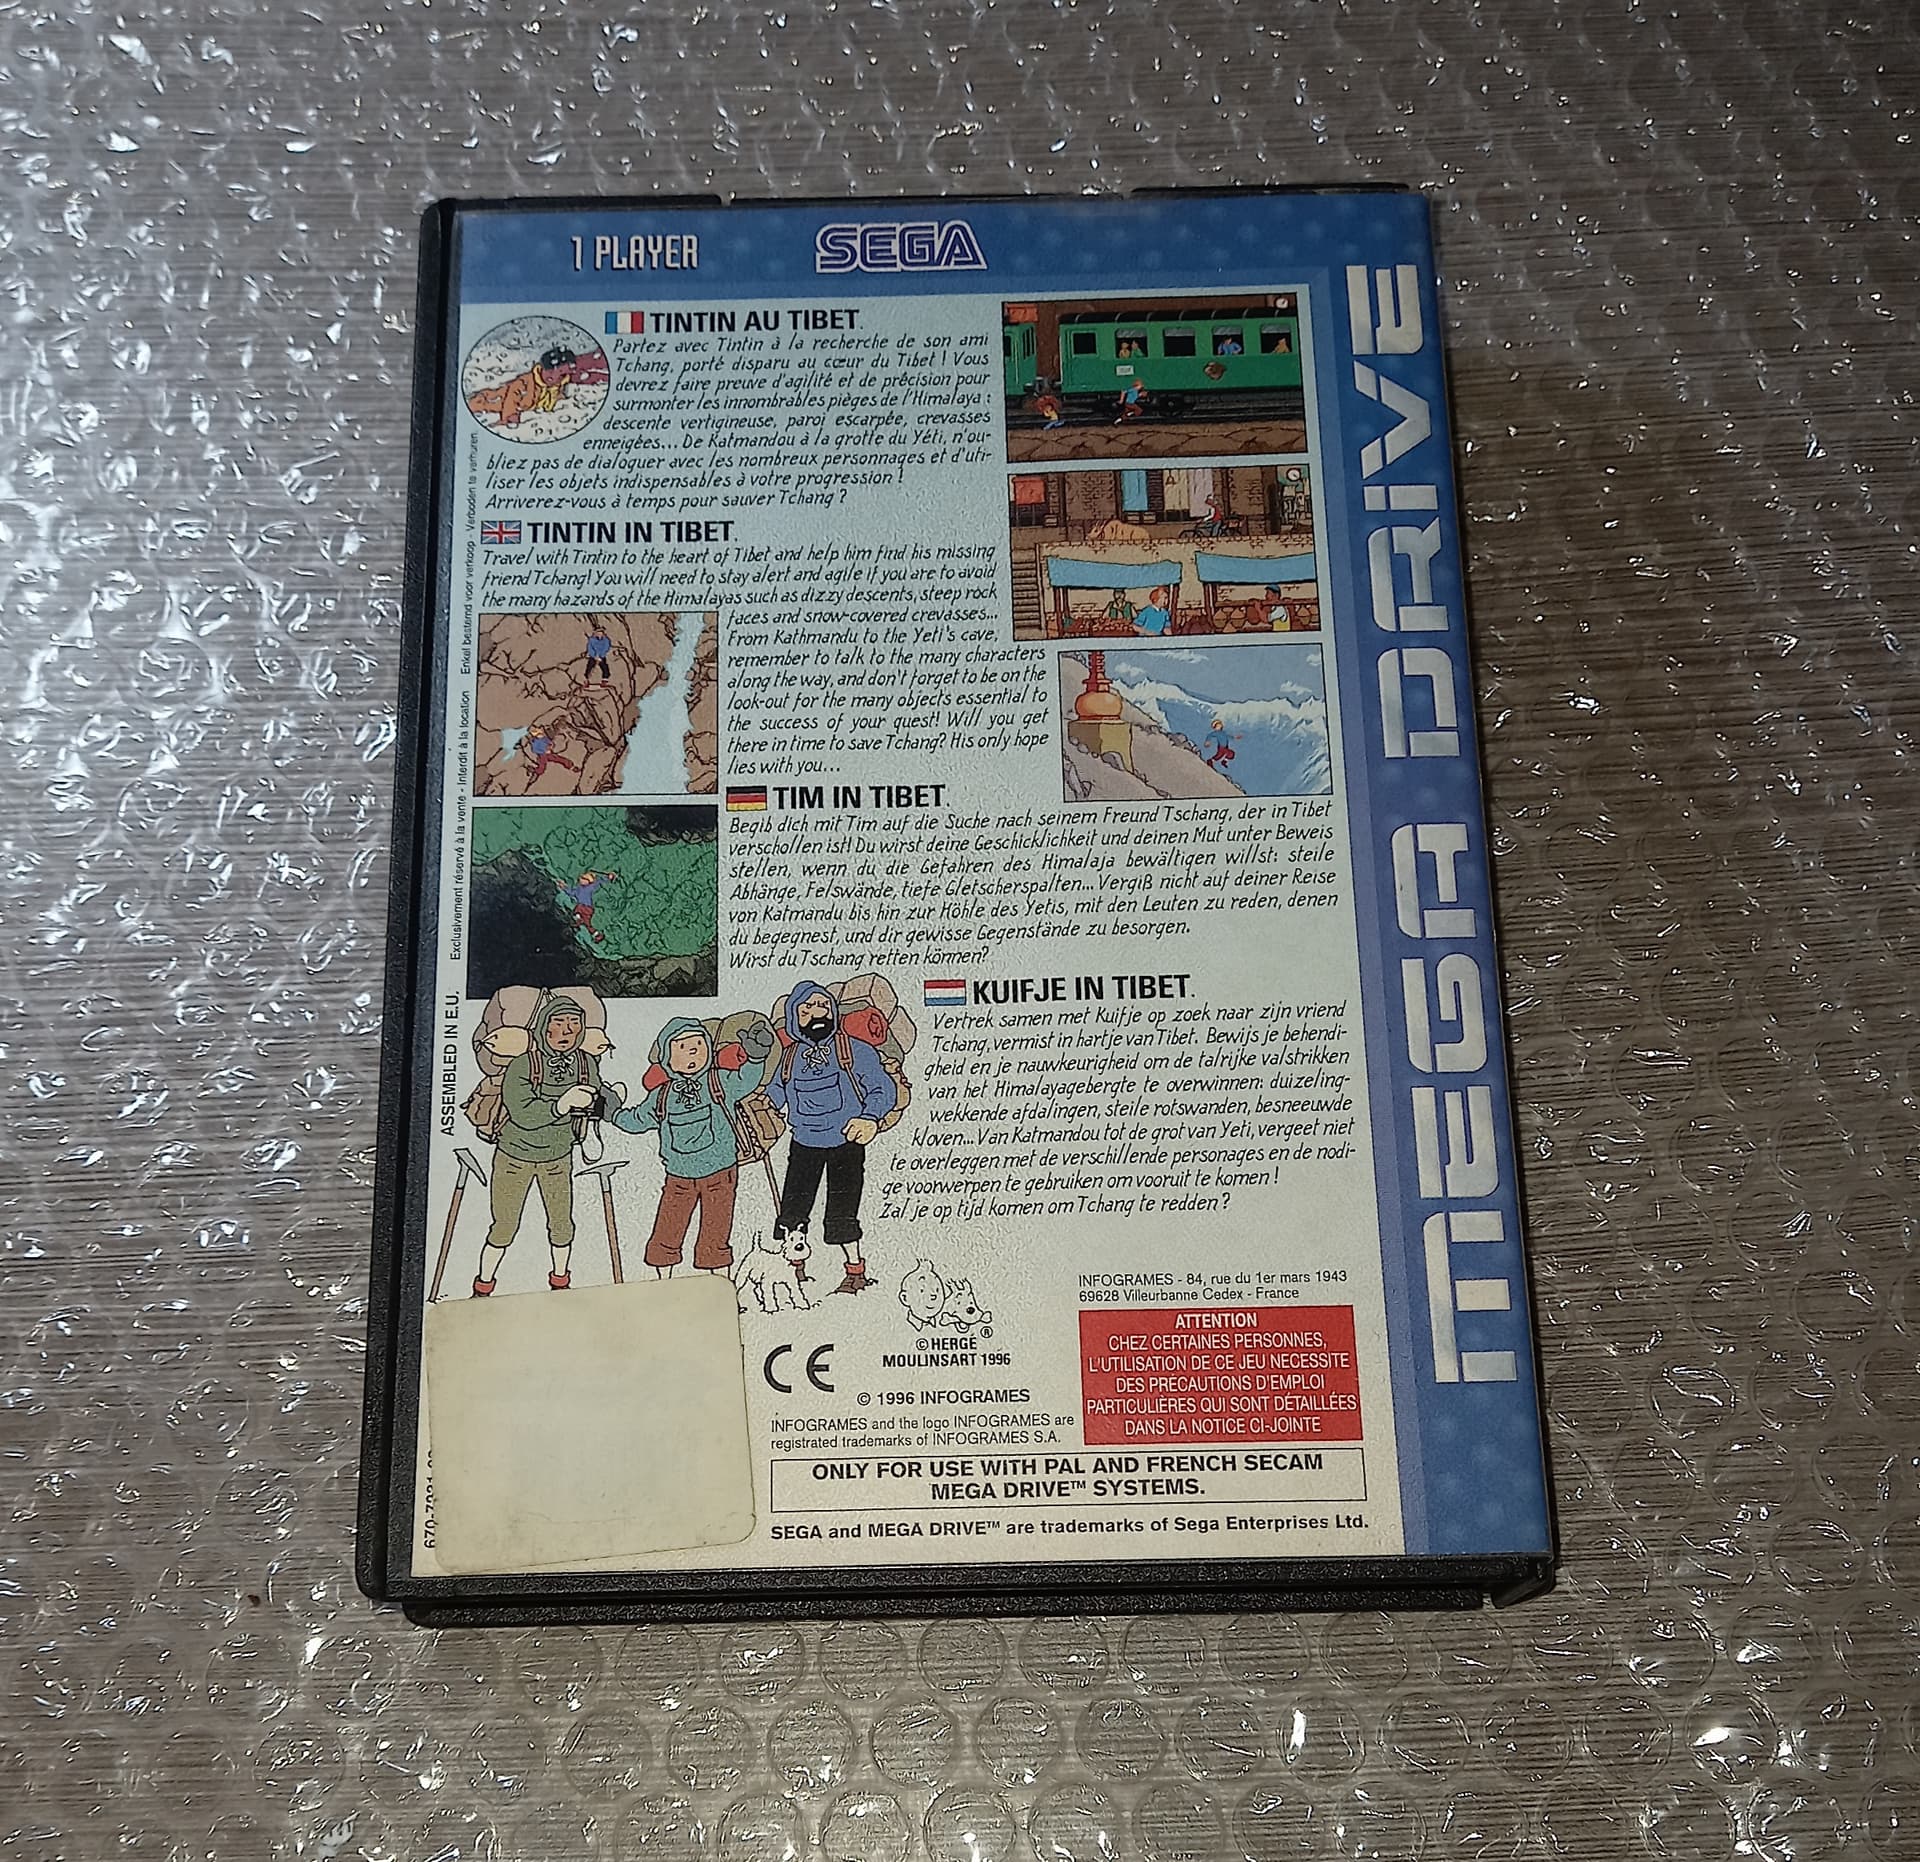 1 PLAYER
SEGA
MEGA DRIVE
TINTIN AU TIBET.
Partez avec Tintin à la recherche de son ami
Tchang, porté disparu au cœur du Tibet ! Vous
devrez faire preuve d'agilité et de précision pour
surmonter les innombrables pièges de l'Himalaya :
descente vertigineuse, paroi escarpée, crevasses
enneigées... De Katmandou à la grotte du Yéti, n'ou-
bliez pas de dialoguer avec les nombreux personnages et d'uti-
liser les objets indispensables à votre progression !
Arriverez-vous à temps pour sauver Tchang ?
TINTIN IN TIBET.
Travel with Tintin to the heart of Tibet and help him find his missing
friend Tchang! You will need to stay alert and agile if you are to avoid
the many hazards of the Himalayas such as dizzy descents, steep rock
faces and snow-covered crevasses...
From Kathmandu to the Yeti's cave,
remember to talk to the many characters
along the way, and don't forget to be on the
look-out for the many objects essential to
the success of your quest! Will you get
there in time to save Tchang? His only hope
lies with you...
TIM IN TIBET.
Begib dich mit Tim auf die Suche nach seinem Freund Tschang, der in Tibet
verschollen ist! Du wirst deine Geschicklichkeit und deinen Mut unter Beweis
stellen, wenn du die Gefahren des Himalaja bewältigen willst: steile
Abhänge, Felswände, tiefe Gletscherspalten... Vergiß nicht auf deiner Reise
von Katmandu bis hin zur Höhle des Yetis, mit den Leuten zu reden, denen
du begegnest, und dir gewisse Gegenstände zu besorgen.
Wirst du Tschang retten können?
KUIFJE IN TIBET.
Vertrek samen met Kuifje op zoek naar zijn vriend
Tchang, vermist in hartje van Tibet. Bewijs je behendi-
gheid en je nauwkeurigheid om de talrijke valstrikken
van het Himalayagebergte te overwinnen: duizeling-
wekkende afdalingen, steile rotswanden, besneeuwde
kloven... Van Katmandou tot de grot van Yeti, vergeet niet
te overleggen met de verschillende personages en de nodi-
ge voorwerpen te gebruiken om vooruit te komen !
Zal je op tijd komen om Tchang te redden ?
ASSEMBLED IN E.U.
Exclusivement réservé à la vente - Interdit à la location
Enkel bestemd voor verkoop - Verboden te verhuren
INFOGRAMES - 84, rue du 1er mars 1943
69628 Villeurbanne Cedex - France
ATTENTION
CHEZ CERTAINES PERSONNES,
L'UTILISATION DE CE JEU NECESSITE
DES PRÉCAUTIONS D'EMPLOI
PARTICULIÈRES QUI SONT DÉTAILLÉES
DANS LA NOTICE CI-JOINTE
CE
®
© HERGÉ
MOULINSART 1996
© 1996 INFOGRAMES
INFOGRAMES and the logo INFOGRAMES are
registrated trademarks of INFOGRAMES S.A.
ONLY FOR USE WITH PAL AND FRENCH SECAM
MEGA DRIVE™ SYSTEMS.
SEGA and MEGA DRIVE™ are trademarks of Sega Enterprises Ltd.